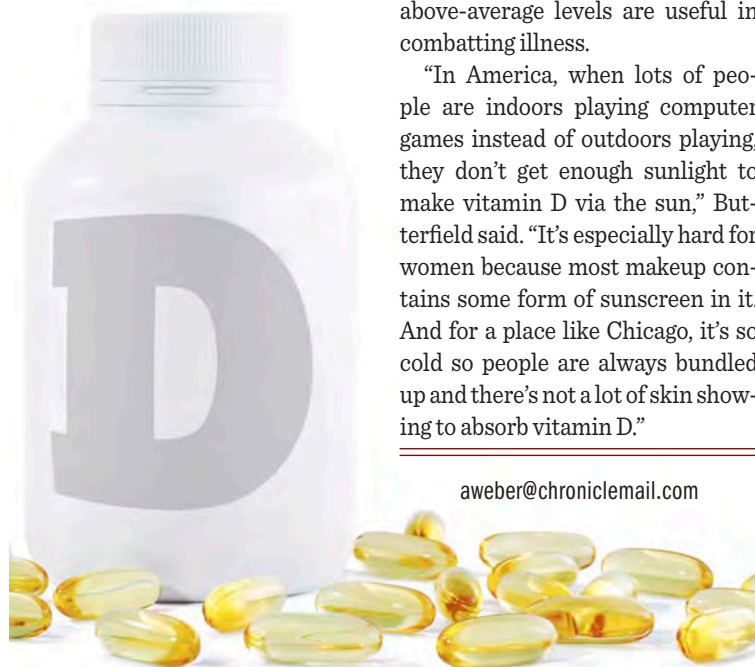 D
above-average levels are useful in
combatting illness.
“In America, when lots of peo-
ple are indoors playing computer
games instead of outdoors playing,
they don’t get enough sunlight to
make vitamin D via the sun,” But-
terfield said. “It’s especially hard for
women because most makeup con-
tains some form of sunscreen in it.
And for a place like Chicago, it’s so
cold so people are always bundled
up and there’s not a lot of skin show-
ing to absorb vitamin D.”
aweber@chroniclemail.com